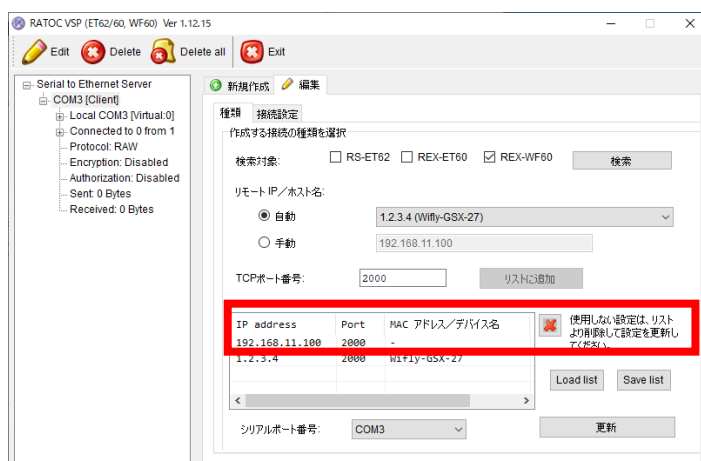 RATOC VSP (ET62/60, WF60)  Ver 1.12.15
Edit Delete Delete all Exit
Serial to Ethernet Server
COM3 [Client]
Local COM3 [Virtual:0]
Connected to 0 from 1
Protocol: RAW
Encryption: Disabled
Authorization: Disabled
Sent: 0 Bytes
Received: 0 Bytes
新規作成 編集
種類 接続設定
作成する接続の種類を選択
検索対象: RS-ET62 REX-ET60 REX-WF60 検索
リモート IP／ホスト名:
自動 1.2.3.4 (Wifly-GSX-27)
手動 192.168.11.100
TCPポート番号: 2000 リストに追加
IP address Port MAC アドレス／デバイス名
192.168.11.100 2000 -
1.2.3.4 2000 Wifly-GSX-27
使用しない設定は、リスト
より削除して設定を更新し
てください。
Load list Save list
シリアルポート番号: COM3 更新